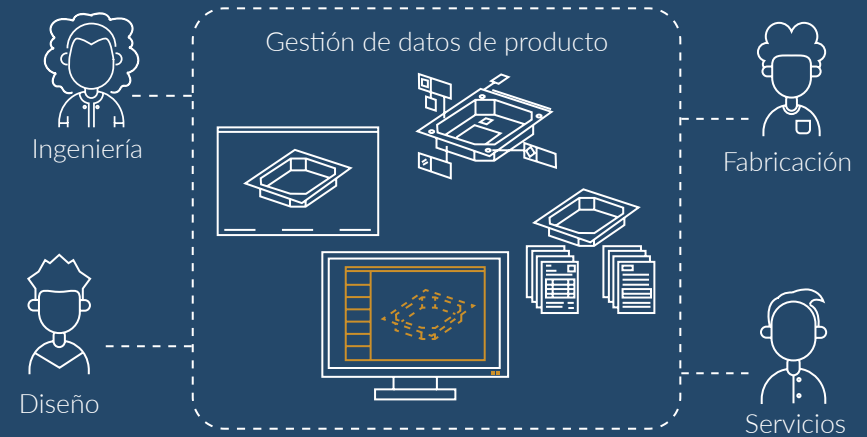 Gestión de datos de producto
Ingeniería
Fabricación
Diseño
Servicios